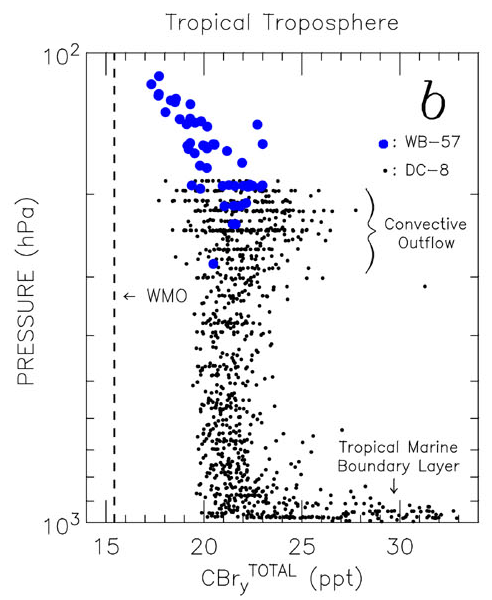 Tropical Troposphere
10²
b
: WB-57
: DC-8
Convective
Outflow
PRESSURE (hPa)
← WMO
Tropical Marine
Boundary Layer
10³
15 20 25 30
CBr_y^TOTAL (ppt)